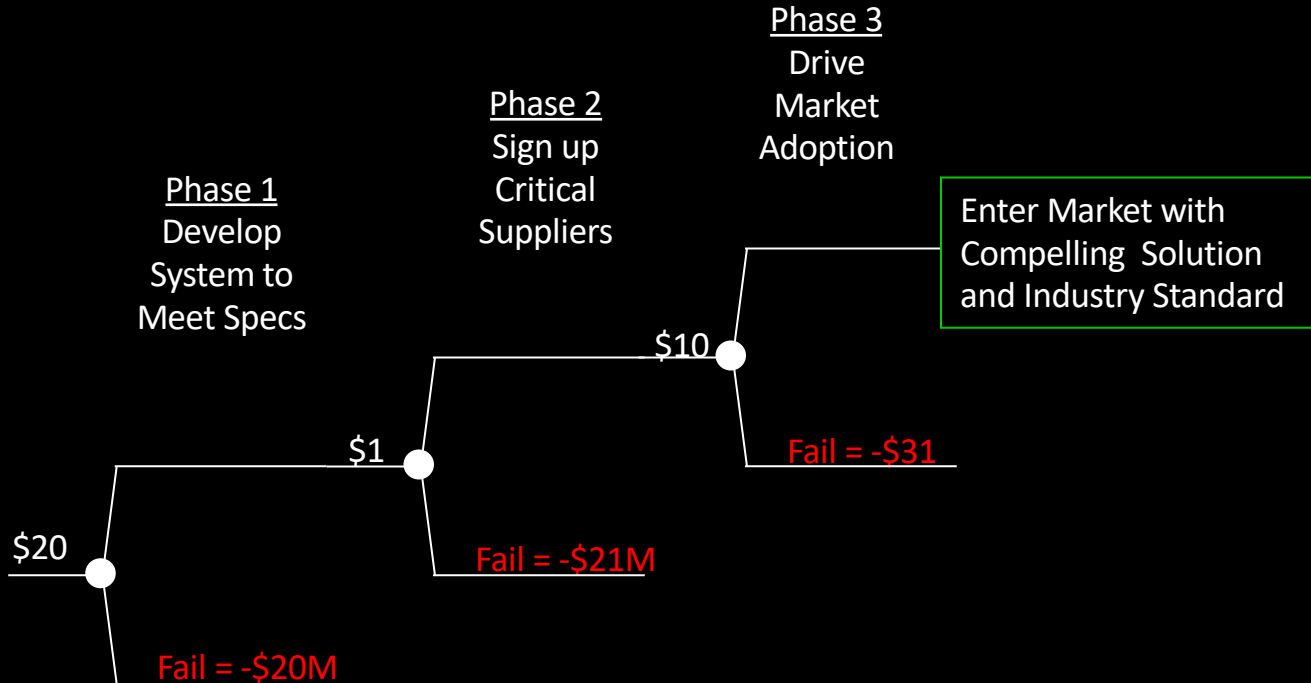 Phase 3
Drive
Market
Adoption
Phase 2
Sign up
Critical
Suppliers
Phase 1
Develop
System to
Meet Specs
Enter Market with
Compelling Solution
and Industry Standard
$10
$1
Fail = -$31
$20
Fail = -$21M
Fail = -$20M